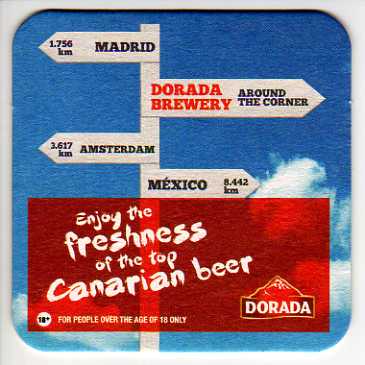 1.756 km MADRID
DORADA BREWERY AROUND THE CORNER
3.617 km AMSTERDAM
MÉXICO 8.442 km
Enjoy the
freshness
of the top
Canarian beer
DORADA
18+ FOR PEOPLE OVER THE AGE OF 18 ONLY